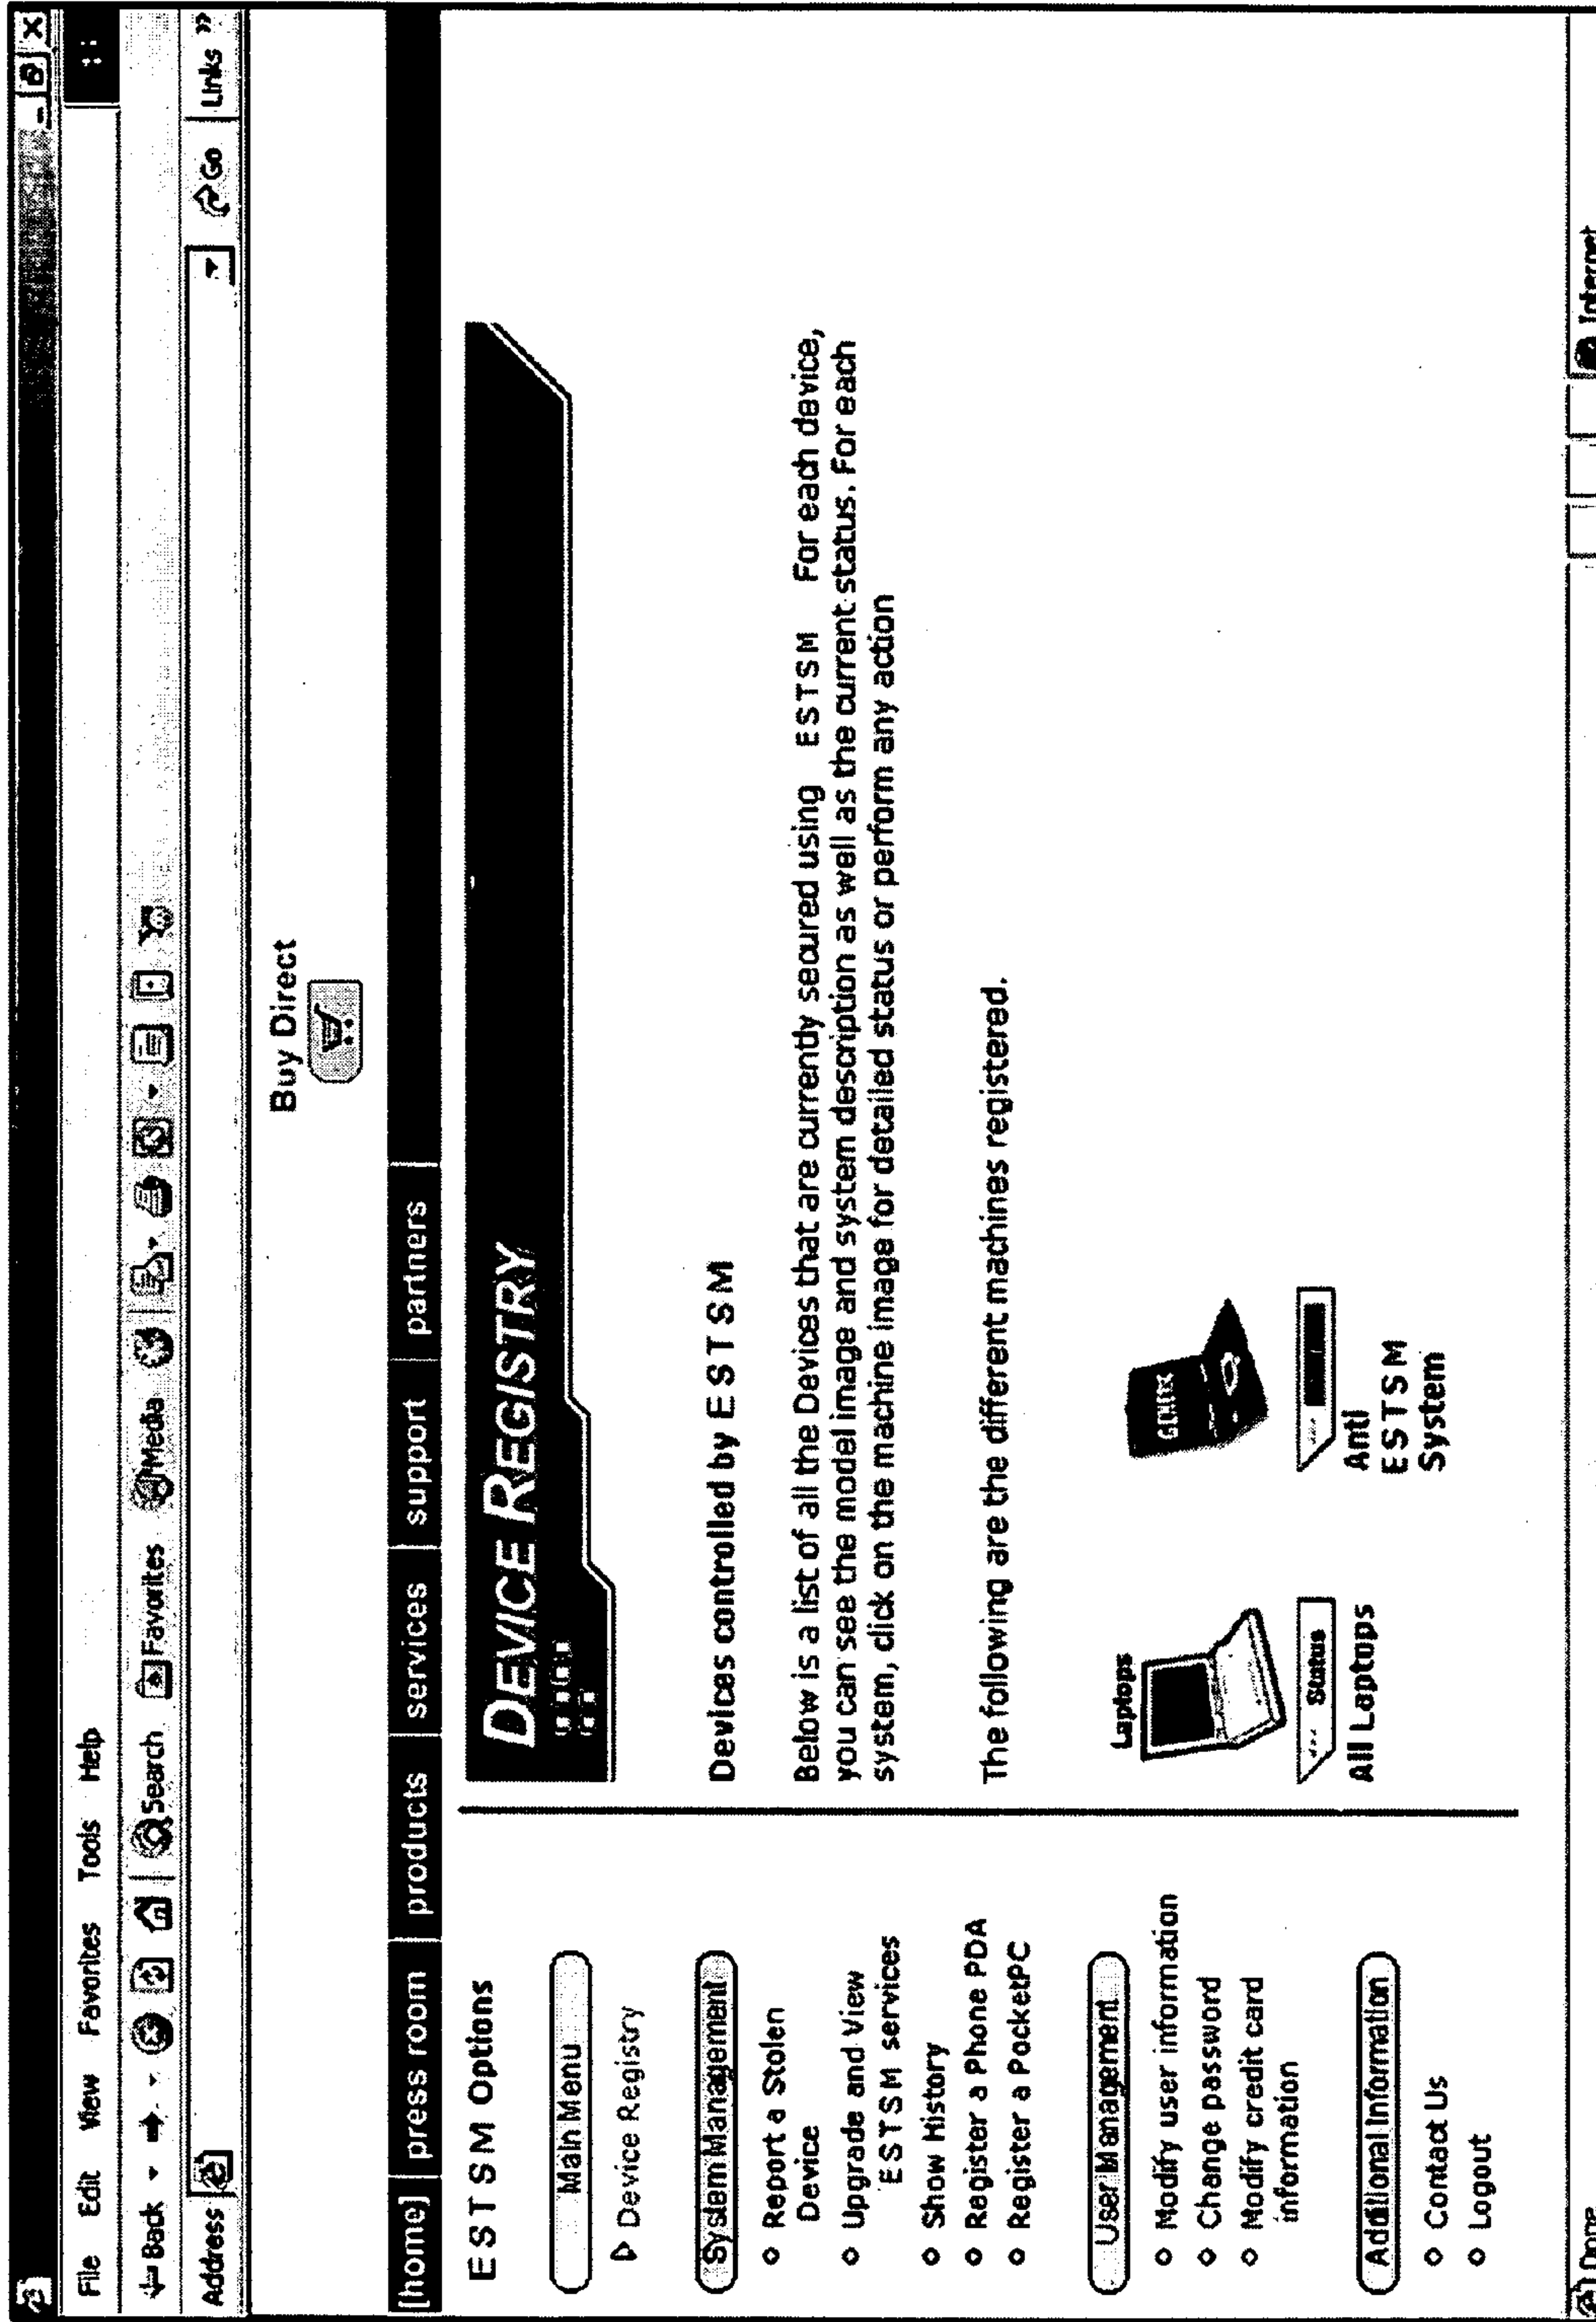 File Edit View Favorites Tools Help
Back Search Favorites Media
Address Go Links »
Buy Direct
[home] press room products services support partners
ESTSM Options
Main Menu
Device Registry
System Management
Report a Stolen
Device
Upgrade and View
ESTSM services
Show History
Register a Phone PDA
Register a PocketPC
User Management
Modify user information
Change password
Modify credit card
information
Additional Information
Contact Us
Logout
DEVICE REGISTRY
Devices controlled by ESTSM
Below is a list of all the Devices that are currently secured using ESTSM For each device,
you can see the model image and system description as well as the current status. For each
system, click on the machine image for detailed status or perform any action
The following are the different machines registered.
Laptops
Status
All Laptops
Anti
ESTSM
System
Done Internet